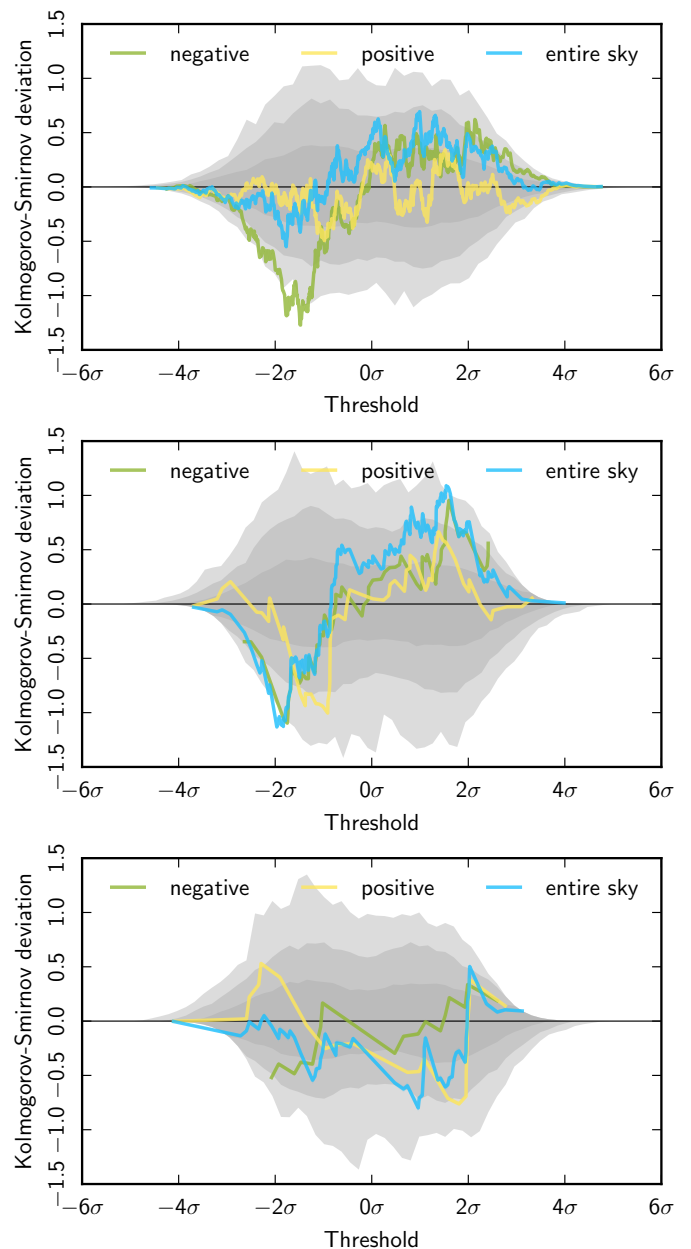 1.5
negative positive entire sky
1.0
0.5
0.0
−0.5
−1.0
−1.5
Kolmogorov-Smirnov deviation
−6σ −4σ −2σ 0σ 2σ 4σ 6σ
Threshold
1.5
negative positive entire sky
1.0
0.5
0.0
−0.5
−1.0
−1.5
Kolmogorov-Smirnov deviation
−6σ −4σ −2σ 0σ 2σ 4σ 6σ
Threshold
1.5
negative positive entire sky
1.0
0.5
0.0
−0.5
−1.0
−1.5
Kolmogorov-Smirnov deviation
−6σ −4σ −2σ 0σ 2σ 4σ 6σ
Threshold